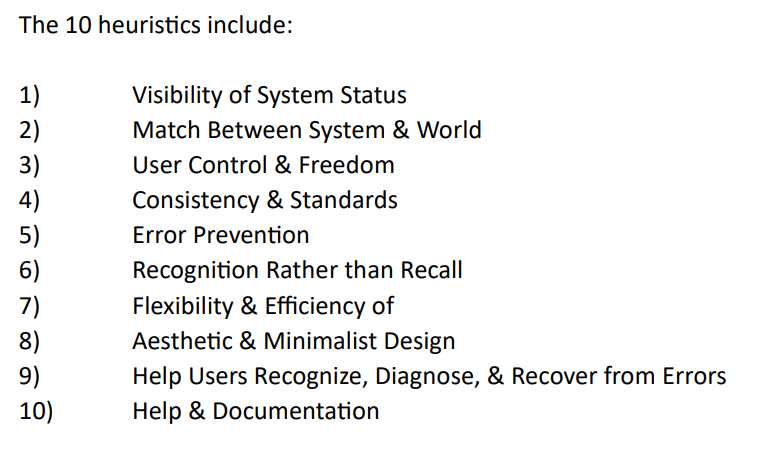 The 10 heuristics include:
1) Visibility of System Status
2) Match Between System & World
3) User Control & Freedom
4) Consistency & Standards
5) Error Prevention
6) Recognition Rather than Recall
7) Flexibility & Efficiency of
8) Aesthetic & Minimalist Design
9) Help Users Recognize, Diagnose, & Recover from Errors
10) Help & Documentation